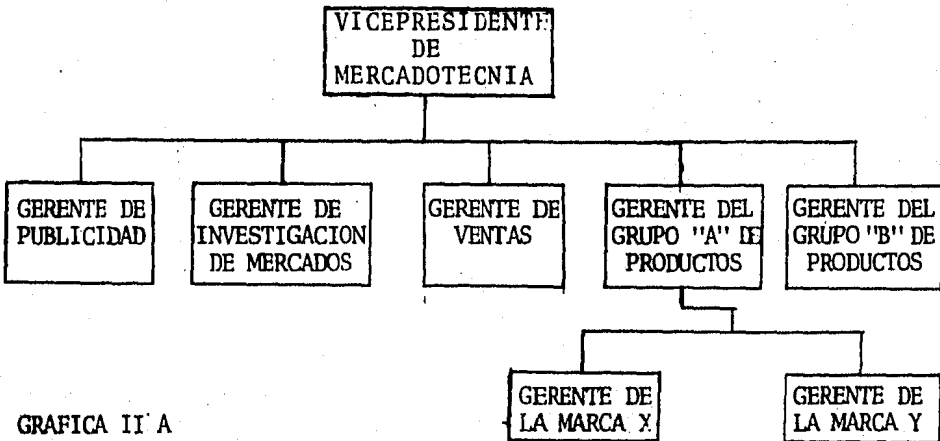 VICEPRESIDENTE
DE
MERCADOTECNIA
GERENTE DE
PUBLICIDAD
GERENTE DE
INVESTIGACION
DE MERCADOS
GERENTE DE
VENTAS
GERENTE DEL
GRUPO "A" DE
PRODUCTOS
GERENTE DEL
GRUPO "B" DE
PRODUCTOS
GERENTE DE
LA MARCA X
GERENTE DE
LA MARCA Y
GRAFICA II A